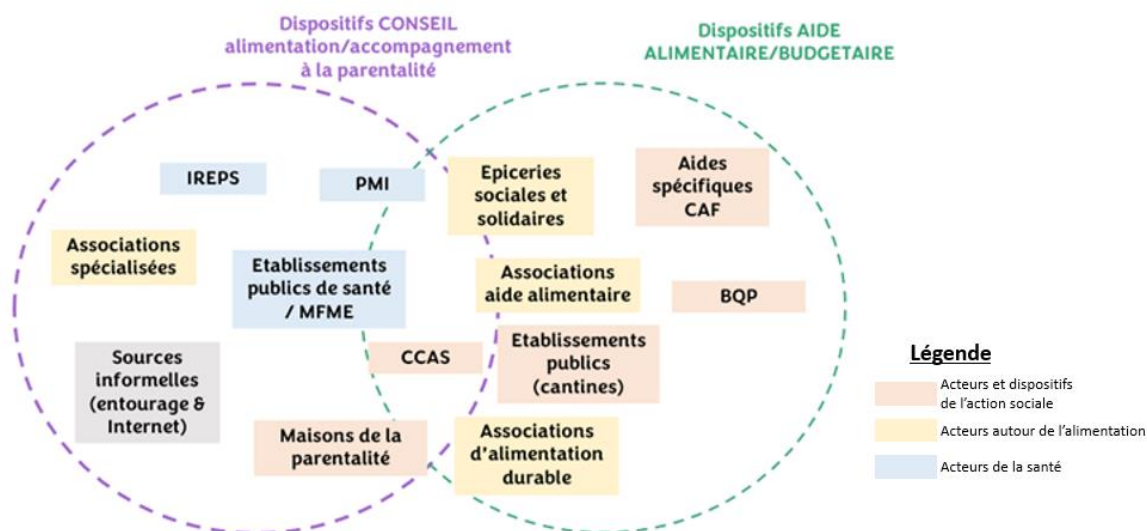 Dispositifs CONSEIL
alimentation/accompagnement
à la parentalité
Dispositifs AIDE
ALIMENTAIRE/BUDGETAIRE
IREPS
PMI
Epiceries
sociales et
solidaires
Aides
spécifiques
CAF
Associations
spécialisées
Etablissements
publics de santé
/ MFME
Associations
aide alimentaire
BQP
Sources
informelles
(entourage &
Internet)
CCAS
Etablissements
publics
(cantines)
Maisons de la
parentalité
Associations
d'alimentation
durable
Légende
Acteurs et dispositifs
de l'action sociale
Acteurs autour de l'alimentation
Acteurs de la santé